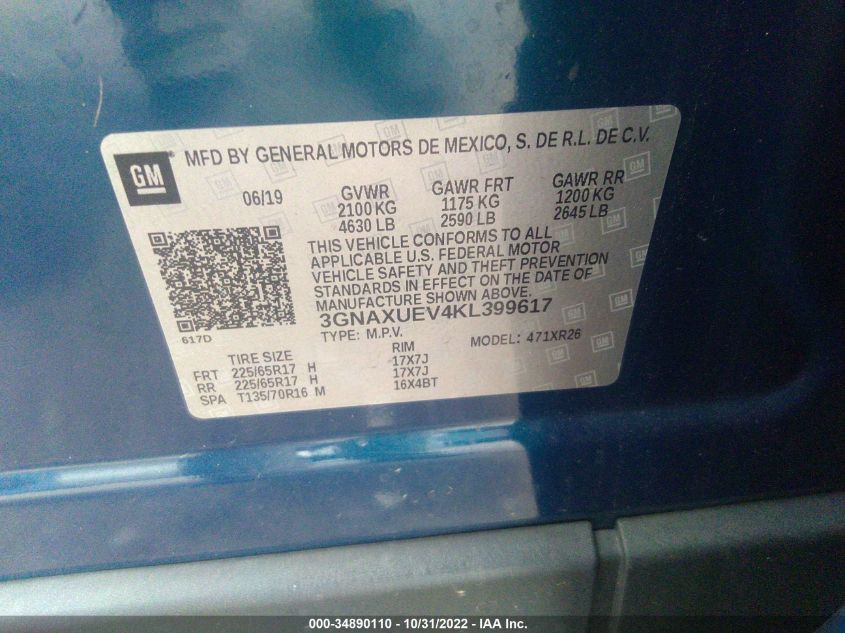 GM
MFD BY GENERAL MOTORS DE MEXICO, S. DE R.L. DE C.V.
06/19 GVWR GAWR FRT GAWR RR
2100 KG 1175 KG 1200 KG
4630 LB 2590 LB 2645 LB
THIS VEHICLE CONFORMS TO ALL
APPLICABLE U.S. FEDERAL MOTOR
VEHICLE SAFETY AND THEFT PREVENTION
STANDARDS IN EFFECT ON THE DATE OF
MANUFACTURE SHOWN ABOVE.
3GNAXUEV4KL399617
617D
TYPE: M.P.V. MODEL: 471XR26
TIRE SIZE RIM
FRT 225/65R17 H 17X7J
RR 225/65R17 H 17X7J
SPA T135/70R16 M 16X4BT
000-34890110 - 10/31/2022 - IAA Inc.